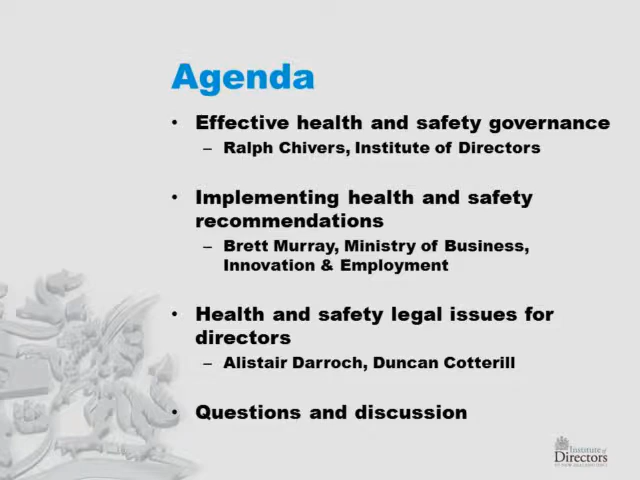 Agenda
• Effective health and safety governance
– Ralph Chivers, Institute of Directors
• Implementing health and safety
recommendations
– Brett Murray, Ministry of Business,
Innovation & Employment
• Health and safety legal issues for
directors
– Alistair Darroch, Duncan Cotterill
• Questions and discussion
Institute of
Directors